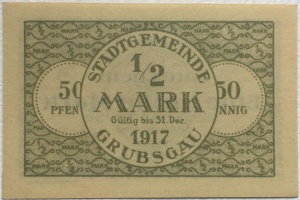 STADTGEMEINDE
1/2
MARK
50 PFENNIG 50
Gültig bis 31. Dez.
1917
GRUBSGAU